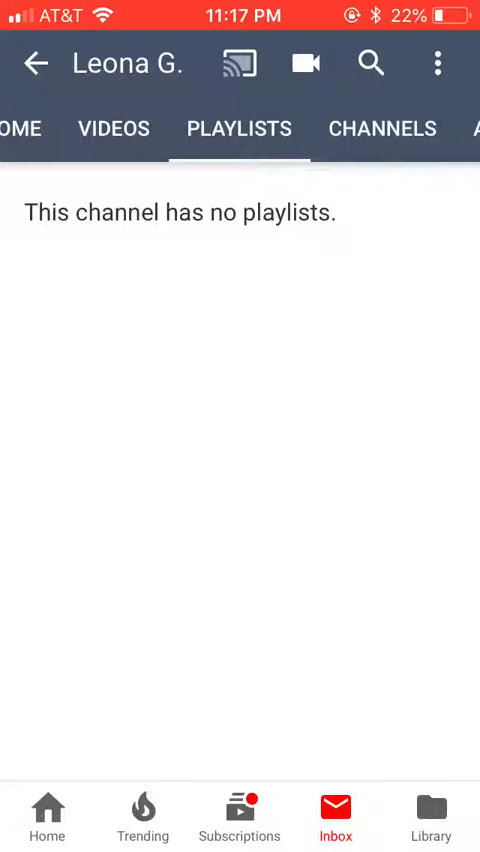 AT&T 11:17 PM 22%
Leona G.
OME VIDEOS PLAYLISTS CHANNELS A
This channel has no playlists.
Home Trending Subscriptions Inbox Library